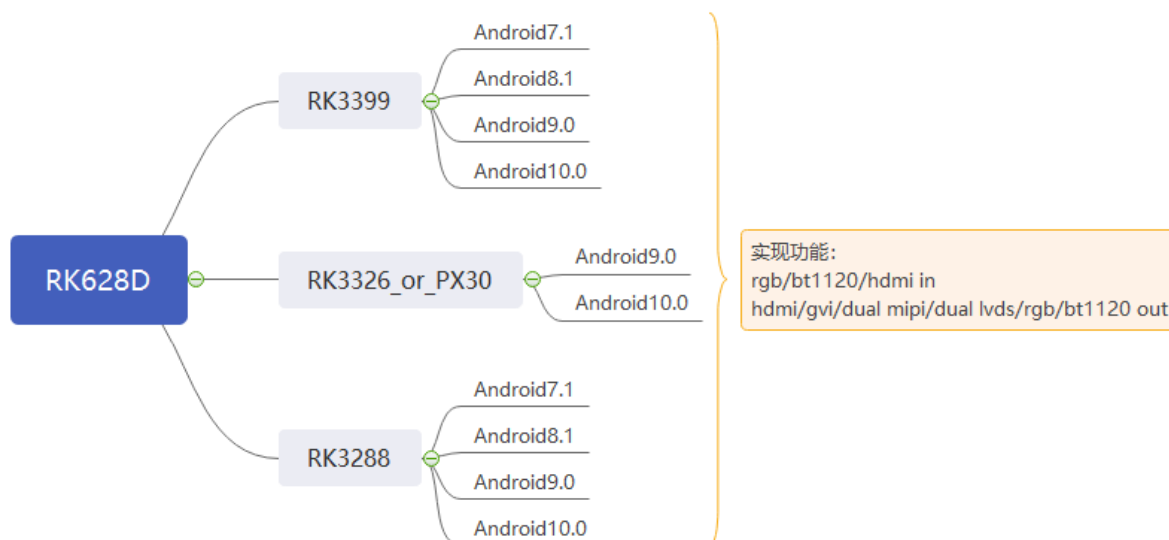 RK628D
RK3399
Android7.1
Android8.1
Android9.0
Android10.0
RK3326_or_PX30
Android9.0
Android10.0
RK3288
Android7.1
Android8.1
Android9.0
Android10.0
实现功能：
rgb/bt1120/hdmi in
hdmi/gvi/dual mipi/dual lvds/rgb/bt1120 out